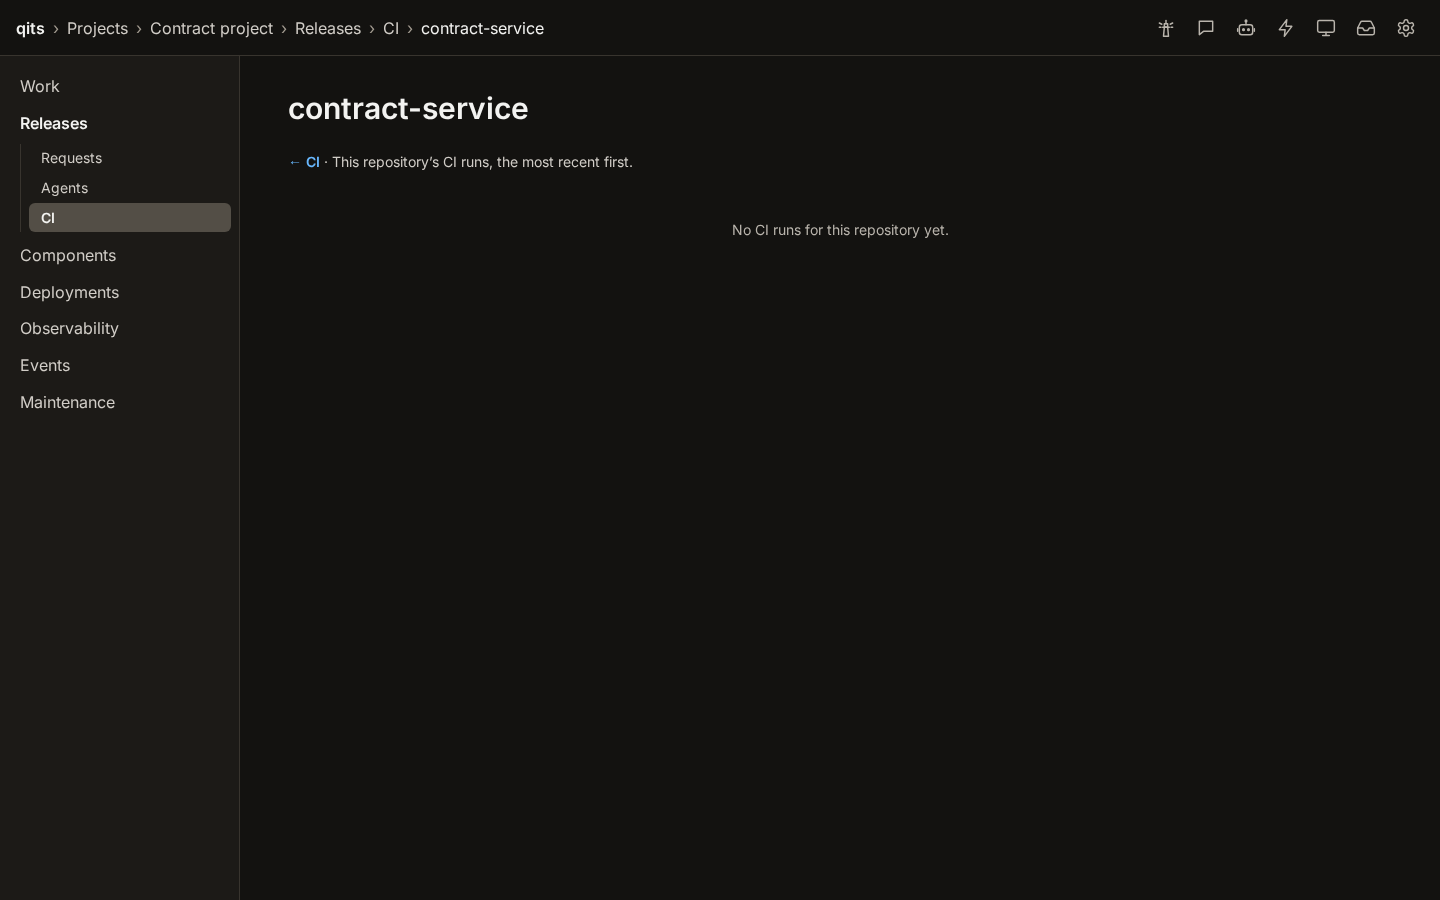 qits › Projects › Contract project › Releases › CI › contract-service
Work
Releases
Requests
Agents
CI
Components
Deployments
Observability
Events
Maintenance
contract-service
← CI · This repository’s CI runs, the most recent first.
No CI runs for this repository yet.